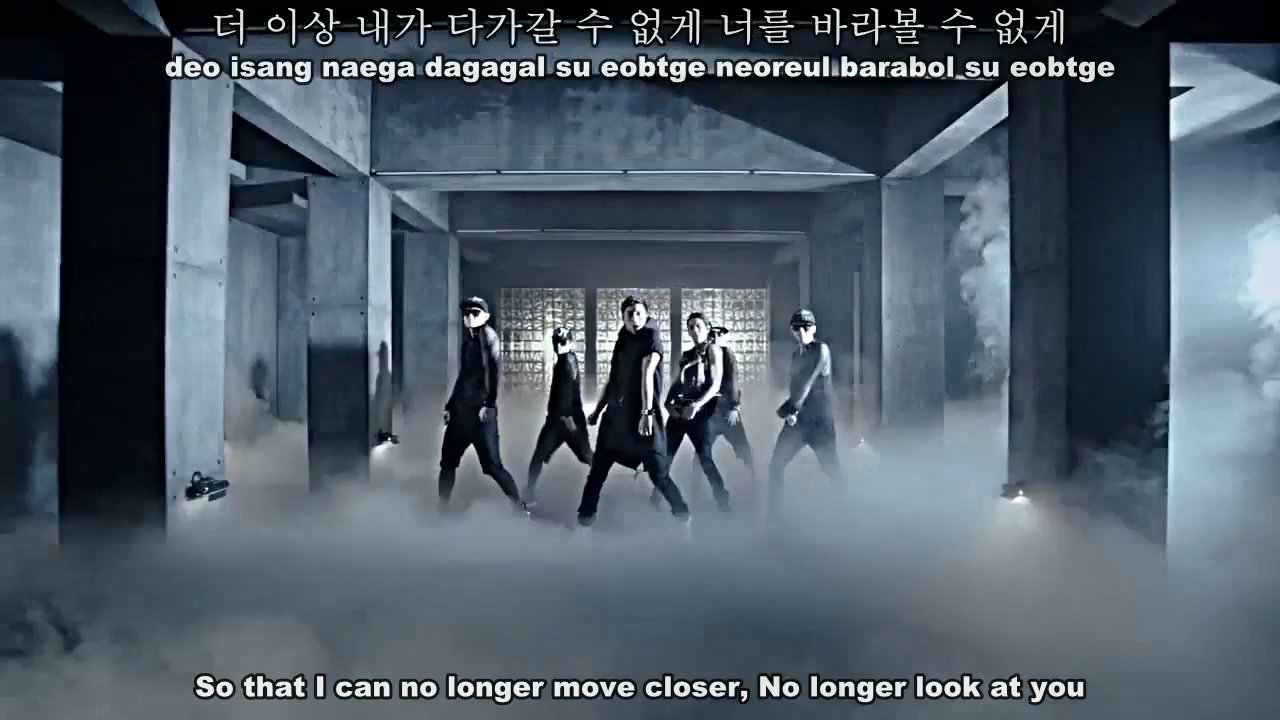 더 이상 내가 다가갈 수 없게 너를 바라볼 수 없게
deo isang naega dagagal su eobtge neoreul barabol su eobtge
So that I can no longer move closer, No longer look at you